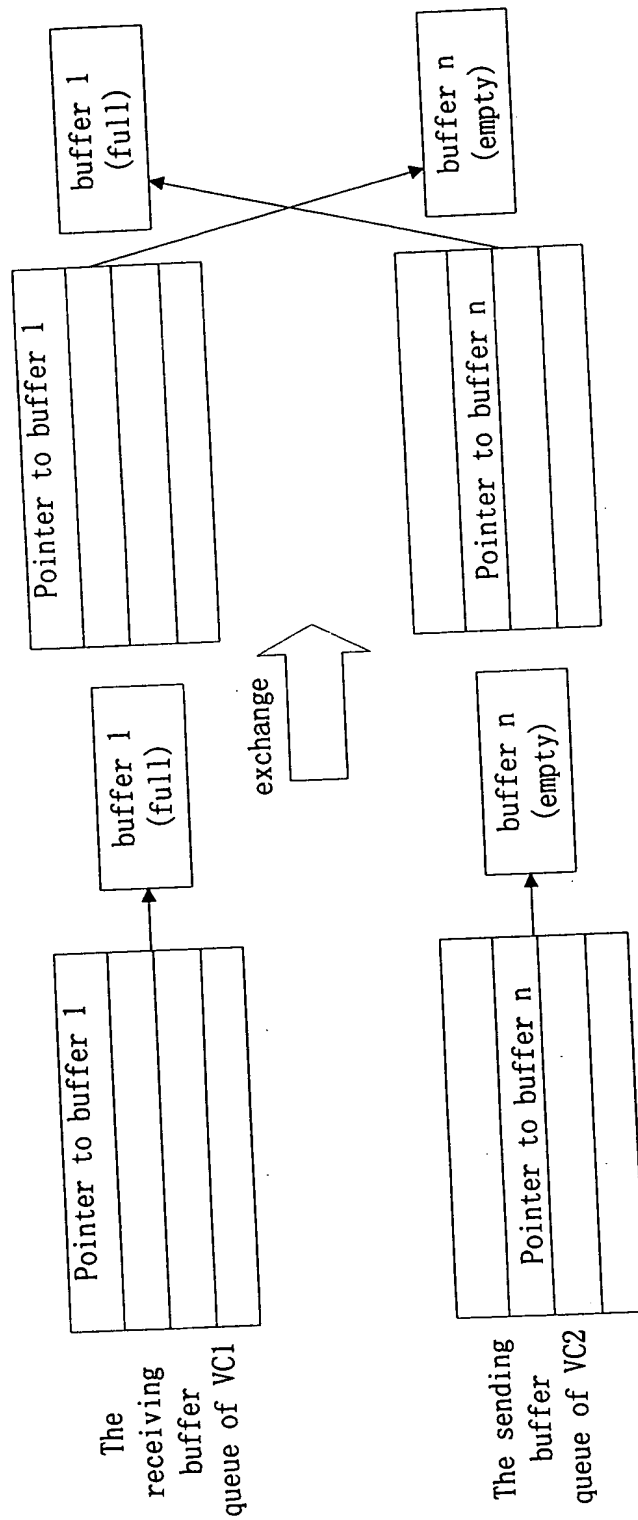 The
receiving
buffer
queue of VC1
Pointer to buffer 1
buffer 1
(full)
Pointer to buffer 1
buffer 1
(full)
exchange
The sending
buffer
queue of VC2
Pointer to buffer n
buffer n
(empty)
Pointer to buffer n
buffer n
(empty)